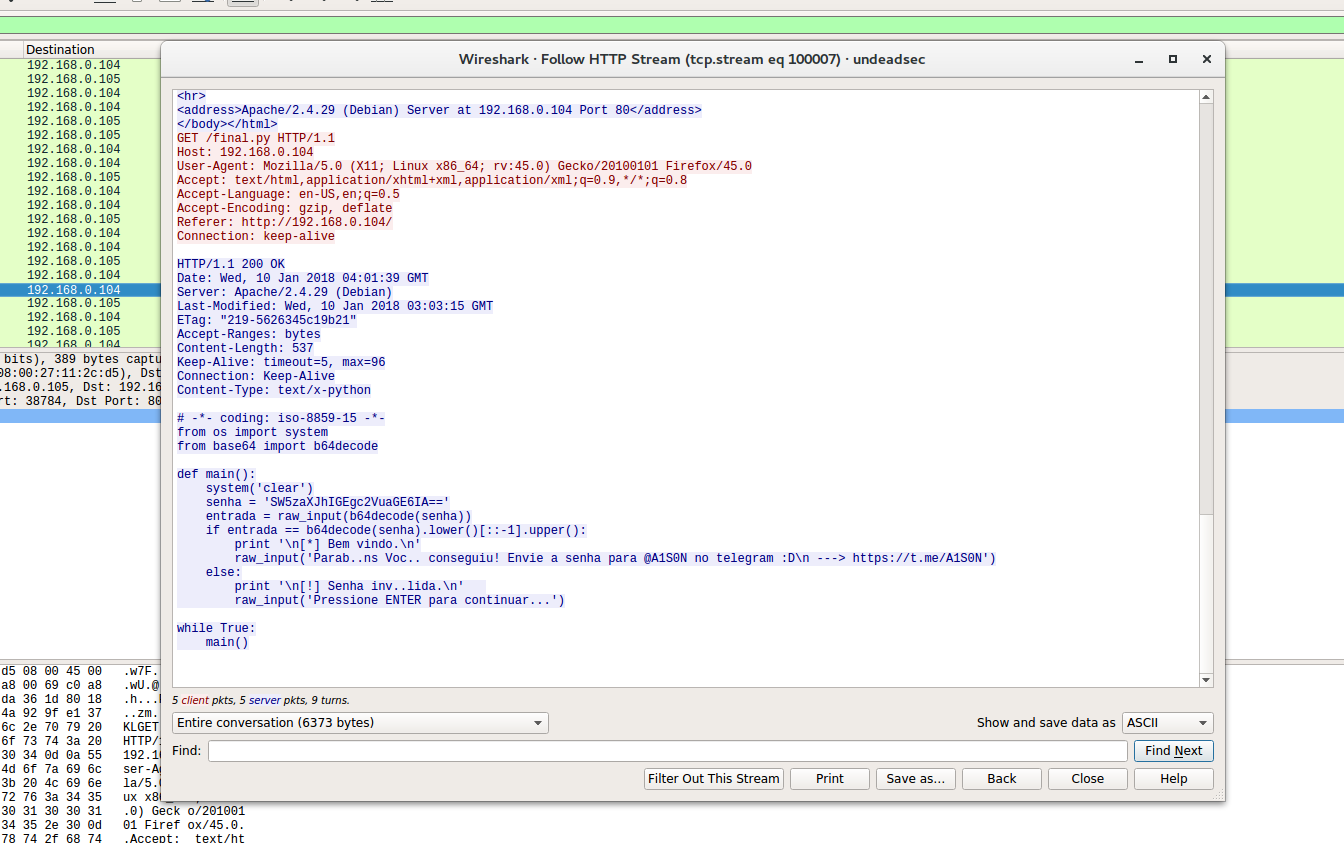 Destination
192.168.0.104
192.168.0.105
192.168.0.104
192.168.0.104
192.168.0.105
192.168.0.105
192.168.0.104
192.168.0.104
192.168.0.105
192.168.0.104
192.168.0.104
192.168.0.105
192.168.0.104
192.168.0.104
192.168.0.105
192.168.0.104
192.168.0.104
192.168.0.105
192.168.0.104
192.168.0.105
192.168.0.104
bits), 389 bytes captu
08:00:27:11:2c:d5), Dst
.168.0.105, Dst: 192.16
rt: 38784, Dst Port: 80
Wireshark · Follow HTTP Stream (tcp.stream eq 100007) · undeadsec
<hr>
<address>Apache/2.4.29 (Debian) Server at 192.168.0.104 Port 80</address>
</body></html>
GET /final.py HTTP/1.1
Host: 192.168.0.104
User-Agent: Mozilla/5.0 (X11; Linux x86_64; rv:45.0) Gecko/20100101 Firefox/45.0
Accept: text/html,application/xhtml+xml,application/xml;q=0.9,*/*;q=0.8
Accept-Language: en-US,en;q=0.5
Accept-Encoding: gzip, deflate
Referer: http://192.168.0.104/
Connection: keep-alive
HTTP/1.1 200 OK
Date: Wed, 10 Jan 2018 04:01:39 GMT
Server: Apache/2.4.29 (Debian)
Last-Modified: Wed, 10 Jan 2018 03:03:15 GMT
ETag: "219-5626345c19b21"
Accept-Ranges: bytes
Content-Length: 537
Keep-Alive: timeout=5, max=96
Connection: Keep-Alive
Content-Type: text/x-python
# -*- coding: iso-8859-15 -*-
from os import system
from base64 import b64decode
def main():
    system('clear')
    senha = 'SW5zaXJhIGEgc2VuaGE6IA=='
    entrada = raw_input(b64decode(senha))
    if entrada == b64decode(senha).lower()[::-1].upper():
        print '\n[*] Bem vindo.\n'
        raw_input('Parab..ns Voc.. conseguiu! Envie a senha para @A1S0N no telegram :D\n ---> https://t.me/A1S0N')
    else:
        print '\n[!] Senha inv..lida.\n'
        raw_input('Pressione ENTER para continuar...')
while True:
    main()
5 client pkts, 5 server pkts, 9 turns.
Entire conversation (6373 bytes)
Show and save data as ASCII
Find:
Find Next
Filter Out This Stream
Print
Save as...
Back
Close
Help
d5 08 00 45 00 .w7F.
a8 00 69 c0 a8 .wU.@
da 36 1d 80 18 .h...
4a 92 9f e1 37 ..zm.
6c 2e 70 79 20 KLGET
6f 73 74 3a 20 HTTP/
30 34 0d 0a 55 192.1
4d 6f 7a 69 6c ser-A
3b 20 4c 69 6e la/5.
72 76 3a 34 35 ux x8
30 31 30 30 31 .0) Geck o/201001
34 35 2e 30 0d 01 Firef ox/45.0.
78 74 2f 68 74 .Accept: text/ht